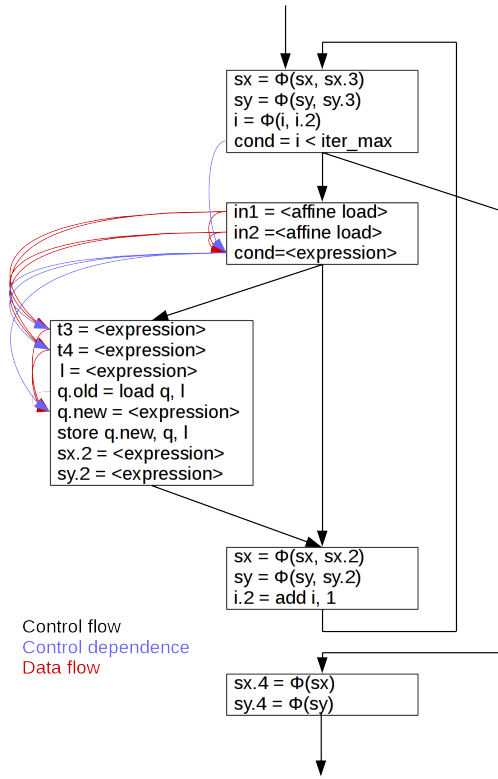 sx = Φ(sx, sx.3)
sy = Φ(sy, sy.3)
i = Φ(i, i.2)
cond = i < iter_max
in1 = <affine load>
in2 =<affine load>
cond=<expression>
t3 = <expression>
t4 = <expression>
l = <expression>
q.old = load q, l
q.new = <expression>
store q.new, q, l
sx.2 = <expression>
sy.2 = <expression>
sx = Φ(sx, sx.2)
sy = Φ(sy, sy.2)
i.2 = add i, 1
Control flow
Control dependence
Data flow
sx.4 = Φ(sx)
sy.4 = Φ(sy)